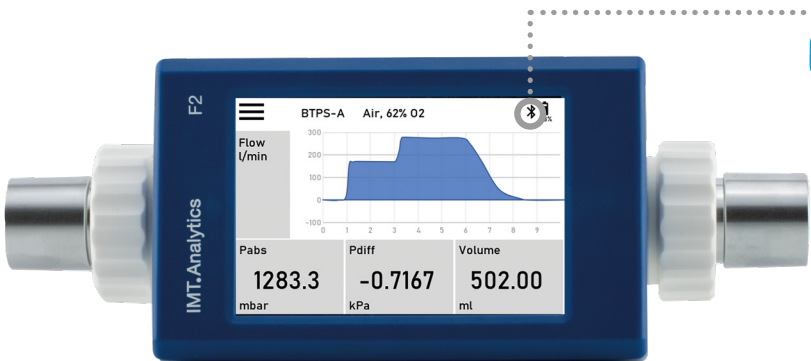 F2
IMT.Analytics
BTPS-A Air, 62% O2
Flow
l/min
300
200
100
0
-100
0 1 2 3 4 5 6 7 8 9
Pabs
1283.3
mbar
Pdiff
-0.7167
kPa
Volume
502.00
ml